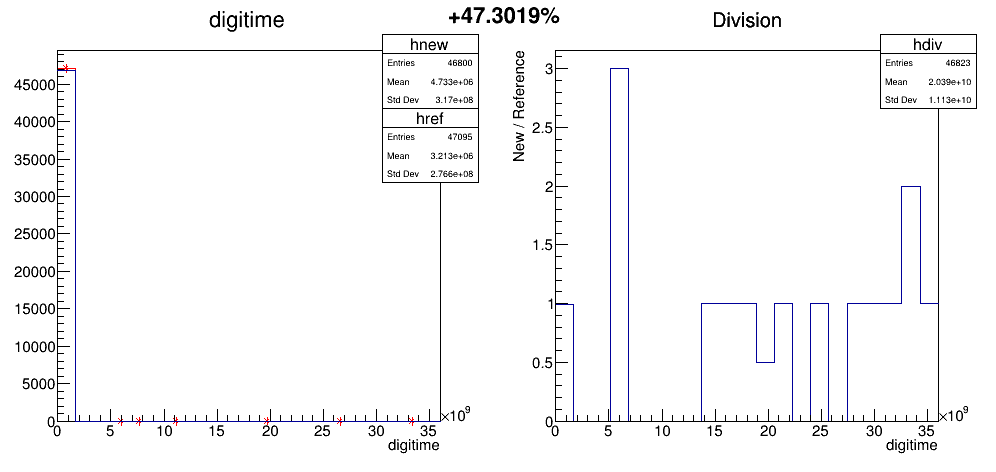 +47.3019%
digitime
hnew
Entries 46800
Mean 4.733e+06
Std Dev 3.17e+08
href
Entries 47095
Mean 3.213e+06
Std Dev 2.766e+08
45000
40000
35000
30000
25000
20000
15000
10000
5000
0
0 5 10 15 20 25 30 35 ×10⁹
digitime
Division
hdiv
Entries 46823
Mean 2.039e+10
Std Dev 1.113e+10
New / Reference
3
2.5
2
1.5
1
0.5
0
0 5 10 15 20 25 30 35 ×10⁹
digitime